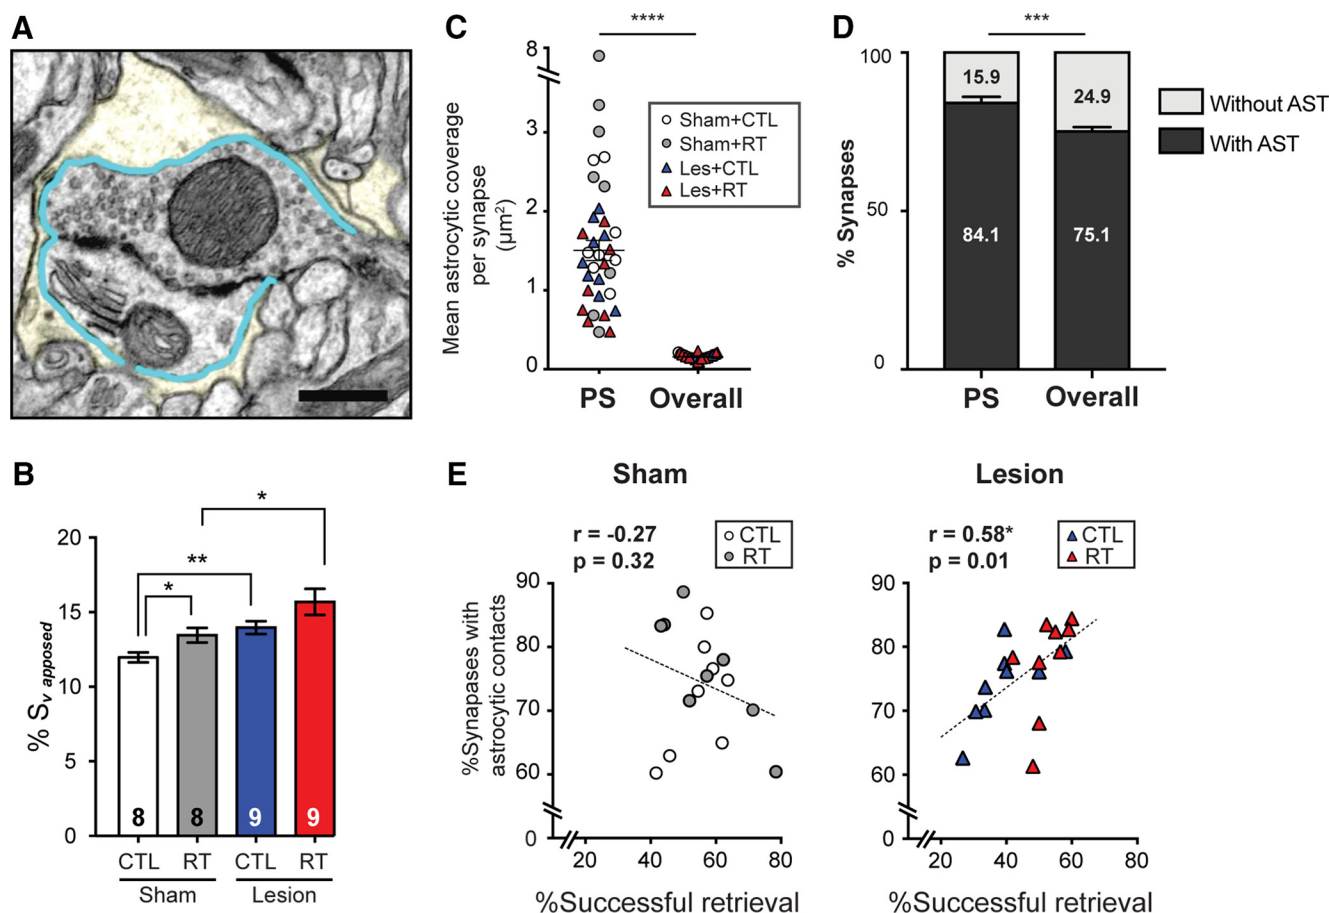 A
B
% Sv apposed
20
15
10
5
0
*
**
*
8
8
9
9
CTL
RT
CTL
RT
Sham
Lesion
C
****
Mean astrocytic coverage
per synapse
(µm²)
8
3
2
1
0
Sham+CTL
Sham+RT
Les+CTL
Les+RT
PS
Overall
D
***
% Synapses
100
50
0
15.9
24.9
84.1
75.1
Without AST
With AST
PS
Overall
E
Sham
r = -0.27
p = 0.32
CTL
RT
%Synapases with
astrocytic contacts
90
80
70
60
0
20
40
60
80
%Successful retrieval
Lesion
r = 0.58*
p = 0.01
CTL
RT
90
80
70
60
0
20
40
60
80
%Successful retrieval